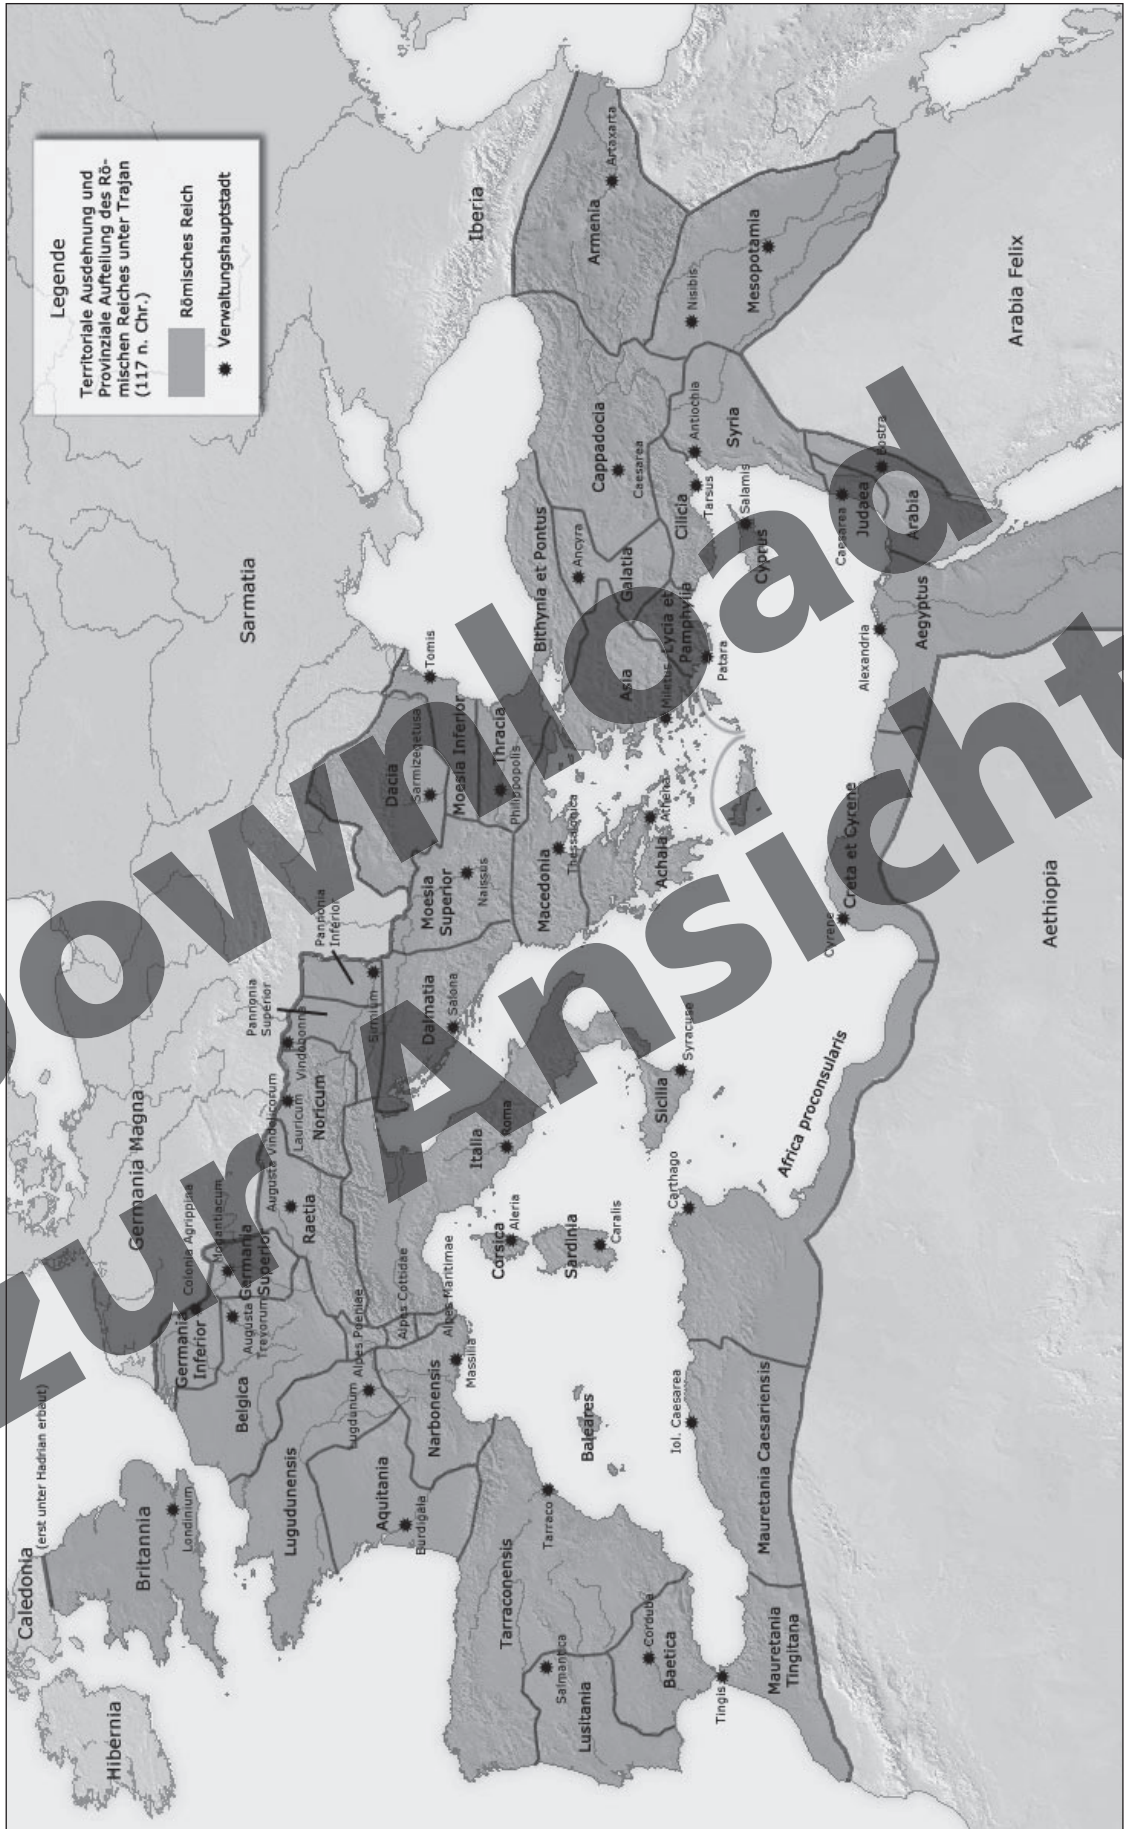 Legende
Territoriale Ausdehnung und
Provinziale Aufteilung des Rö-
mischen Reiches unter Trajan
(117 n. Chr.)
Römisches Reich
Verwaltungshauptstadt
Hibernia
Caledonia
(erst unter Hadrian erbaut)
Britannia
Londinium
Germania Magna
Sarmatia
Iberia
Germania
Inferior
Colonia Agrippina
Mogontiacum
Germania
Superior
Augusta
Treverorum
Belgica
Lugudunensis
Lugdunum
Aquitania
Burdigala
Narbonensis
Massilia
Alpes Poeniae
Alpes Cottidae
Alpes Maritimae
Raetia
Augusta Vindelicorum
Noricum
Lauricum
Vindobonna
Pannonia
Superior
Pannonia
Inferior
Sirmium
Dalmatia
Salona
Italia
Roma
Corsica
Aleria
Sardinia
Caralis
Sicilia
Syracuse
Tarraconensis
Tarraco
Lusitania
Salmantica
Baetica
Corduba
Baleares
Tingis
Mauretania
Tingitana
Mauretania Caesariensis
Iol. Caesarea
Carthago
Africa proconsularis
Dacia
Sarmizegetusa
Moesia
Superior
Naissus
Moesia Inferior
Tomis
Thracia
Philippopolis
Macedonia
Thessalonica
Achaia
Athena
Creta et Cyrene
Cyrene
Asia
Miletus
Bithynia et Pontus
Ancyra
Galatia
Lycia et
Pamphylia
Patara
Cappadocia
Caesarea
Cilicia
Tarsus
Cyprus
Salamis
Armenia
Artaxarta
Nisibis
Mesopotamia
Syria
Antiochia
Judaea
Caesarea
Arabia
Bostra
Aegyptus
Alexandria
Arabia Felix
Aethiopia
Download
zur Ansicht